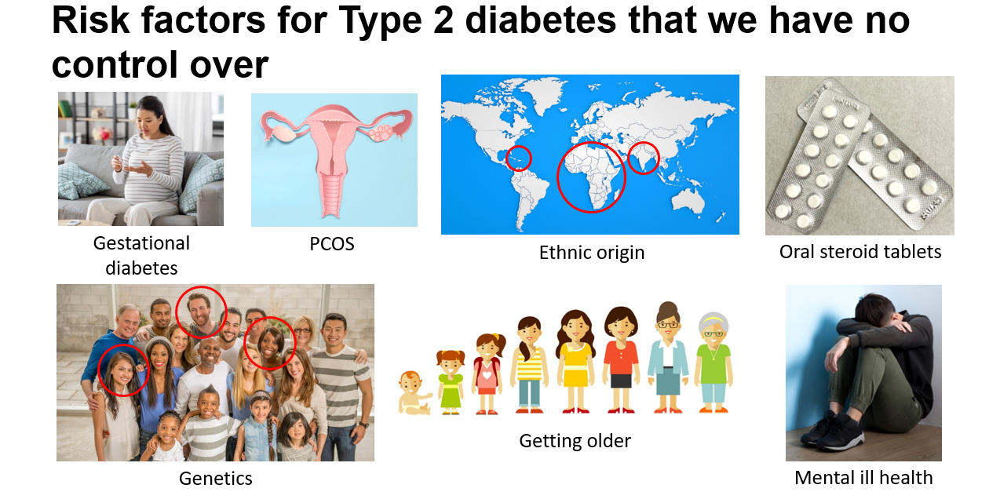 Risk factors for Type 2 diabetes that we have no
control over
Gestational
diabetes
PCOS
Ethnic origin
Oral steroid tablets
Genetics
Getting older
Mental ill health